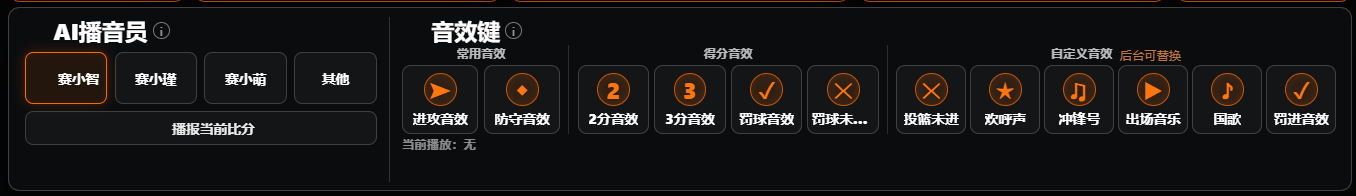 AI播音员
赛小智
赛小瑾
赛小萌
其他
播报当前比分
音效键
常用音效
进攻音效
防守音效
当前播放：无
得分音效
2
2分音效
3
3分音效
罚球音效
罚球未...
自定义音效 后台可替换
投篮未进
欢呼声
冲锋号
出场音乐
国歌
罚进音效